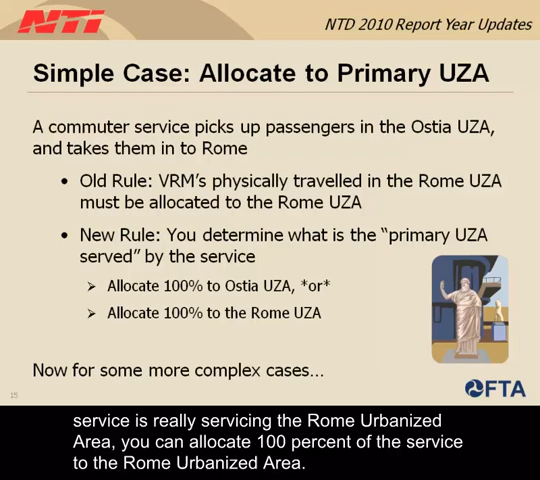 NTI
NTD 2010 Report Year Updates
Simple Case: Allocate to Primary UZA
A commuter service picks up passengers in the Ostia UZA,
and takes them in to Rome
• Old Rule: VRM's physically travelled in the Rome UZA
must be allocated to the Rome UZA
• New Rule: You determine what is the “primary UZA
served” by the service
➢ Allocate 100% to Ostia UZA, *or*
➢ Allocate 100% to the Rome UZA
Now for some more complex cases…
15
FTA
service is really servicing the Rome Urbanized
Area, you can allocate 100 percent of the service
to the Rome Urbanized Area.